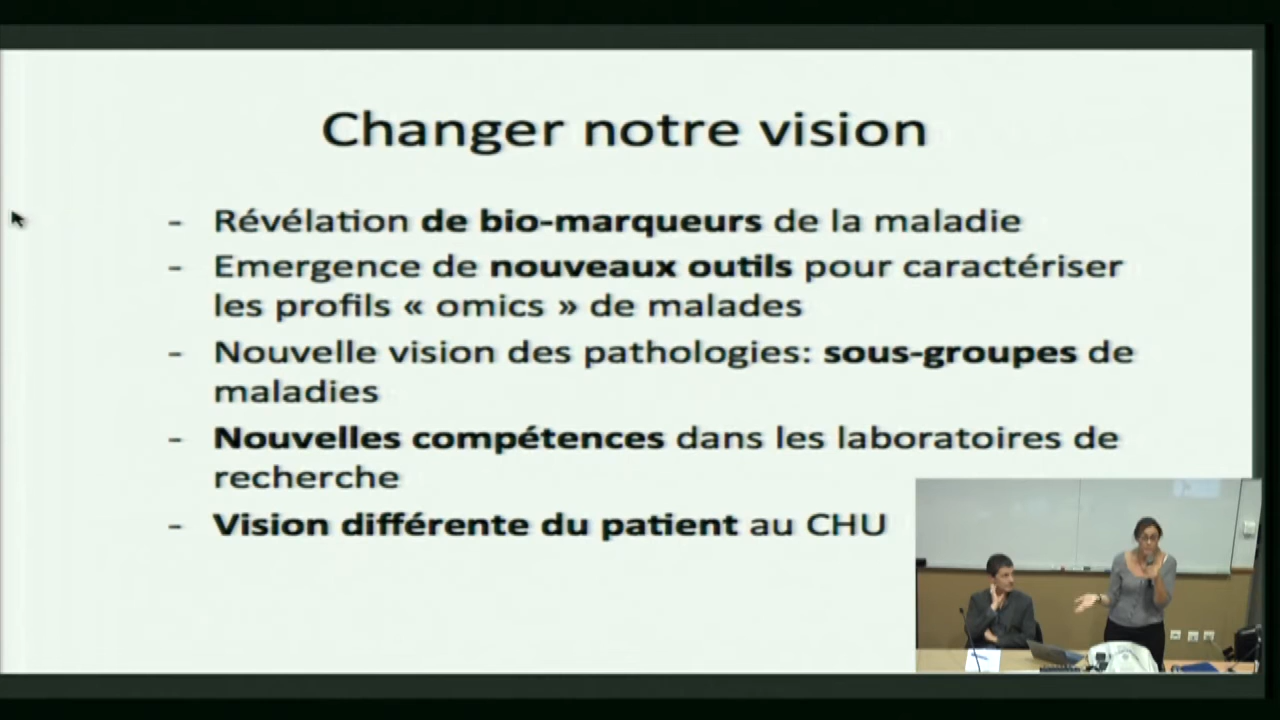 Changer notre vision
- Révélation de bio-marqueurs de la maladie
- Emergence de nouveaux outils pour caractériser
les profils « omics » de malades
- Nouvelle vision des pathologies: sous-groupes de
maladies
- Nouvelles compétences dans les laboratoires de
recherche
- Vision différente du patient au CHU